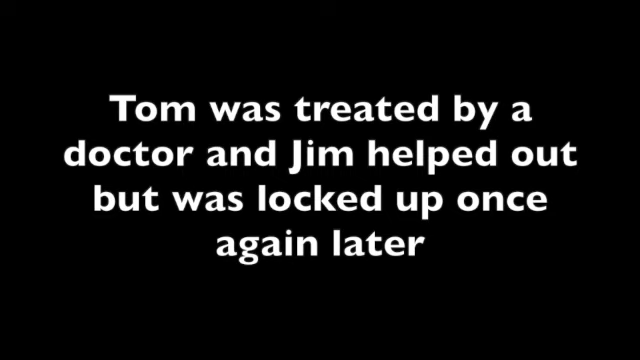 Tom was treated by a
doctor and Jim helped out
but was locked up once
again later